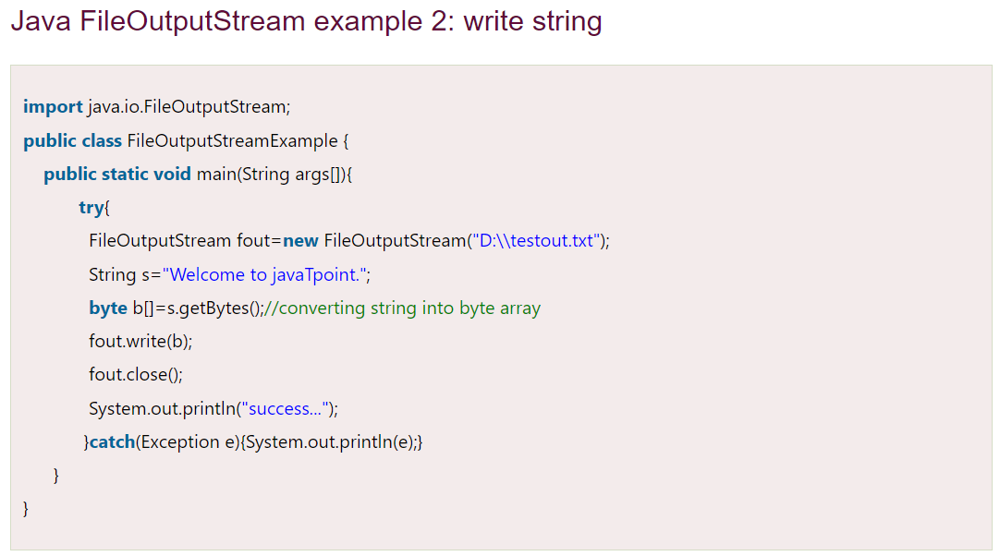 Java FileOutputStream example 2: write string
import java.io.FileOutputStream;
public class FileOutputStreamExample {
public static void main(String args[]){
try{
FileOutputStream fout=new FileOutputStream("D:\\testout.txt");
String s="Welcome to javaTpoint.";
byte b[]=s.getBytes();//converting string into byte array
fout.write(b);
fout.close();
System.out.println("success...");
}catch(Exception e){System.out.println(e);}
}
}